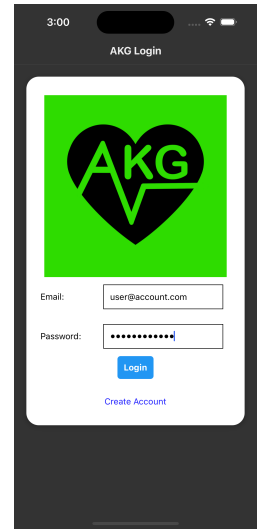 3:00
AKG Login
AKG
Email:
user@account.com
Password:
••••••••••••
Login
Create Account